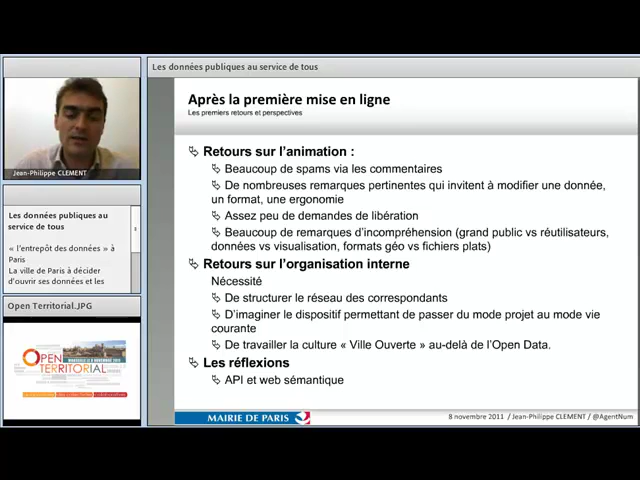 Les données publiques au service de tous
Après la première mise en ligne
Les premiers retours et perspectives
Retours sur l'animation :
Beaucoup de spams via les commentaires
De nombreuses remarques pertinentes qui invitent à modifier une donnée,
un format, une ergonomie
Assez peu de demandes de libération
Beaucoup de remarques d'incompréhension (grand public vs réutilisateurs,
données vs visualisation, formats géo vs fichiers plats)
Retours sur l'organisation interne
Nécessité
De structurer le réseau des correspondants
D'imaginer le dispositif permettant de passer du mode projet au mode vie
courante
De travailler la culture « Ville Ouverte » au-delà de l'Open Data.
Les réflexions
API et web sémantique
MAIRIE DE PARIS
8 novembre 2011 / Jean-Philippe CLEMENT / @AgentNum
Jean-Philippe CLEMENT
Les données publiques au
service de tous
« l'entrepôt des données » à
Paris
La ville de Paris à décider
d'ouvrir ses données et les
Open Territorial.JPG
OPEN
TERRITORIAL